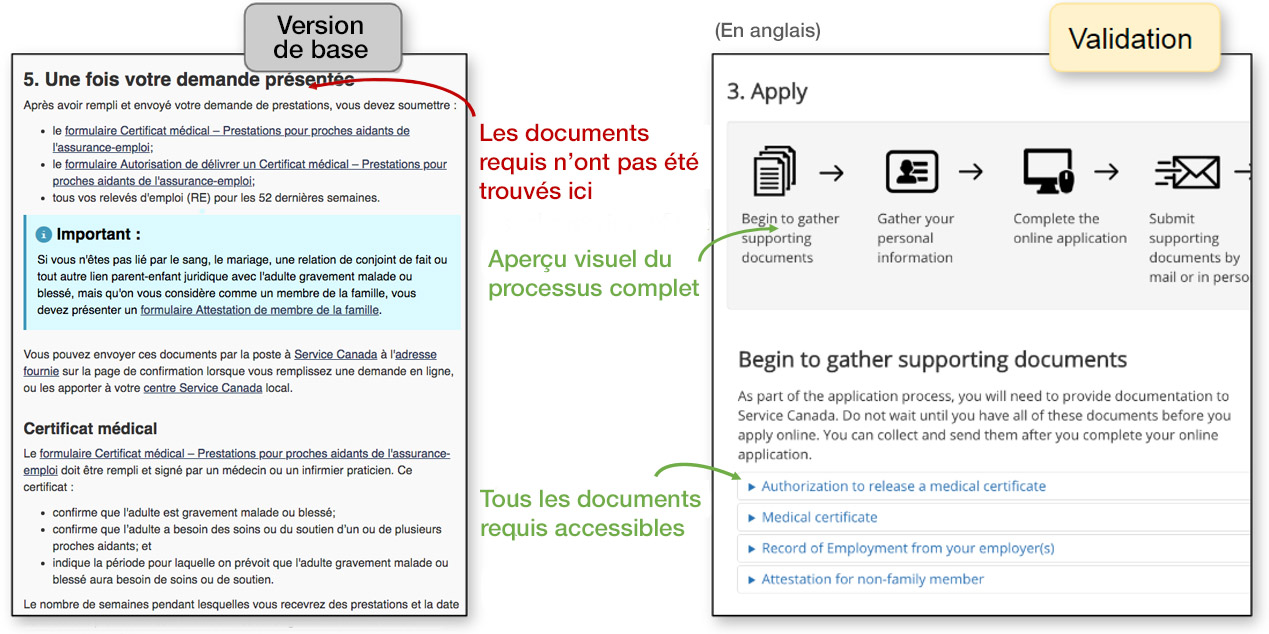 Version
de base
5. Une fois votre demande présentée
Après avoir rempli et envoyé votre demande de prestations, vous devez soumettre :
• le formulaire Certificat médical – Prestations pour proches aidants de
l'assurance-emploi;
• le formulaire Autorisation de délivrer un Certificat médical – Prestations pour
proches aidants de l'assurance-emploi;
• tous vos relevés d'emploi (RE) pour les 52 dernières semaines.
Important :
Si vous n'êtes pas lié par le sang, le mariage, une relation de conjoint de fait ou
tout autre lien parent-enfant juridique avec l'adulte gravement malade ou
blessé, mais qu'on vous considère comme un membre de la famille, vous
devez présenter un formulaire Attestation de membre de la famille.
Vous pouvez envoyer ces documents par la poste à Service Canada à l'adresse
fournie sur la page de confirmation lorsque vous remplissez une demande en ligne,
ou les apporter à votre centre Service Canada local.
Certificat médical
Le formulaire Certificat médical – Prestations pour proches aidants de l'assurance-
emploi doit être rempli et signé par un médecin ou un infirmier praticien. Ce
certificat :
• confirme que l'adulte est gravement malade ou blessé;
• confirme que l'adulte a besoin des soins ou du soutien d'un ou de plusieurs
proches aidants; et
• indique la période pour laquelle on prévoit que l'adulte gravement malade ou
blessé aura besoin de soins ou de soutien.
Le nombre de semaines pendant lesquelles vous recevrez des prestations et la date
Les documents
requis n'ont pas été
trouvés ici
Aperçu visuel du
processus complet
Tous les documents
requis accessibles
(En anglais)
Validation
3. Apply
Begin to gather
supporting
documents
Gather your
personal
information
Complete the
online application
Submit
supporting
documents by
mail or in perso
Begin to gather supporting documents
As part of the application process, you will need to provide documentation to
Service Canada. Do not wait until you have all of these documents before you
apply online. You can collect and send them after you complete your online
application.
Authorization to release a medical certificate
Medical certificate
Record of Employment from your employer(s)
Attestation for non-family member